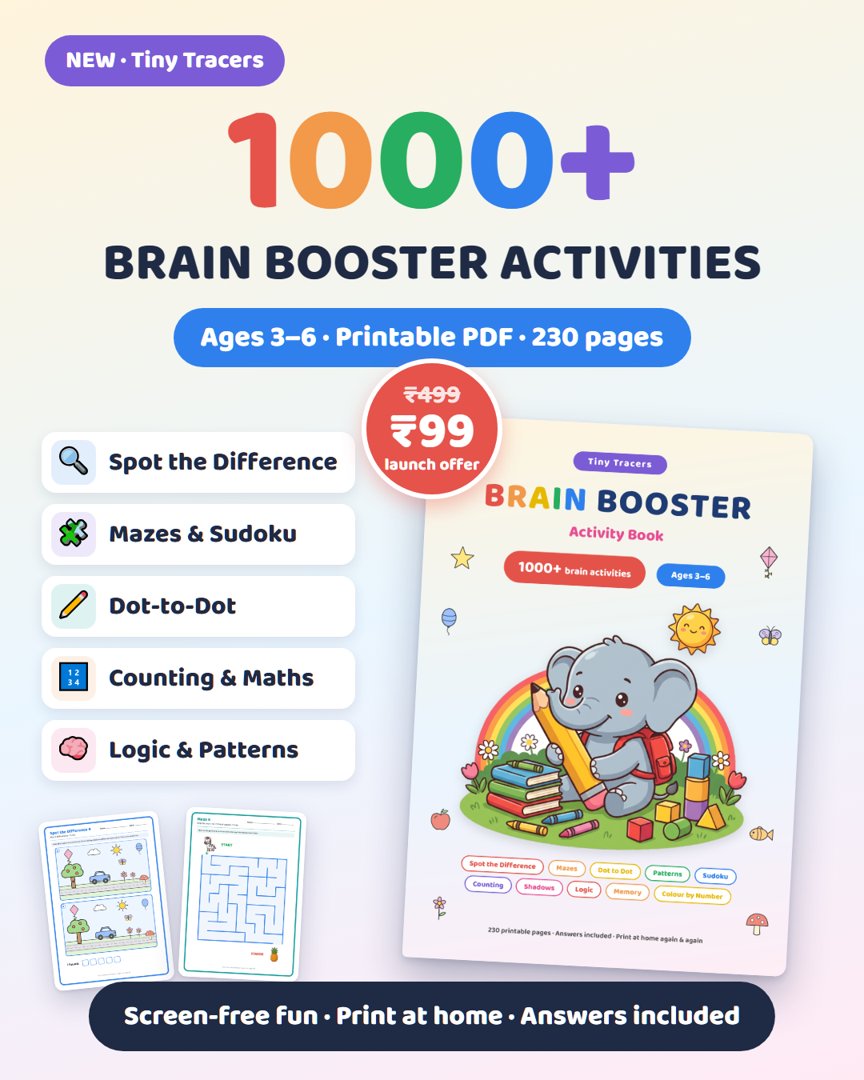 NEW · Tiny Tracers
1000+
BRAIN BOOSTER ACTIVITIES
Ages 3–6 · Printable PDF · 230 pages
₹499
₹99
launch offer
Spot the Difference
Mazes & Sudoku
Dot-to-Dot
1 2
3 4
Counting & Maths
Logic & Patterns
Tiny Tracers
BRAIN BOOSTER
Activity Book
1000+ brain activities
Ages 3–6
Spot the Difference
Mazes
Dot to Dot
Patterns
Sudoku
Counting
Shadows
Logic
Memory
Colour by Number
230 printable pages · Answers included · Print at home again & again
START
Screen-free fun · Print at home · Answers included